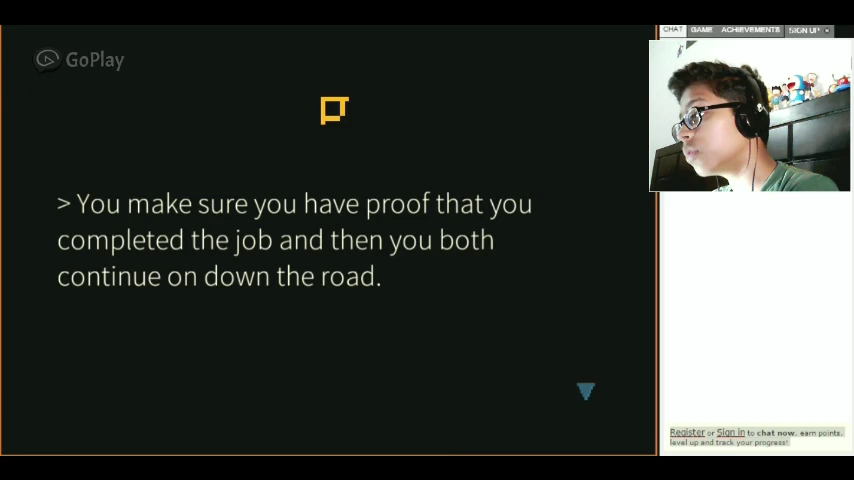 CHAT GAME ACHIEVEMENTS SIGN UP
GoPlay
> You make sure you have proof that you
completed the job and then you both
continue on down the road.
Register or Sign in to chat now, earn points,
level up and track your progress!